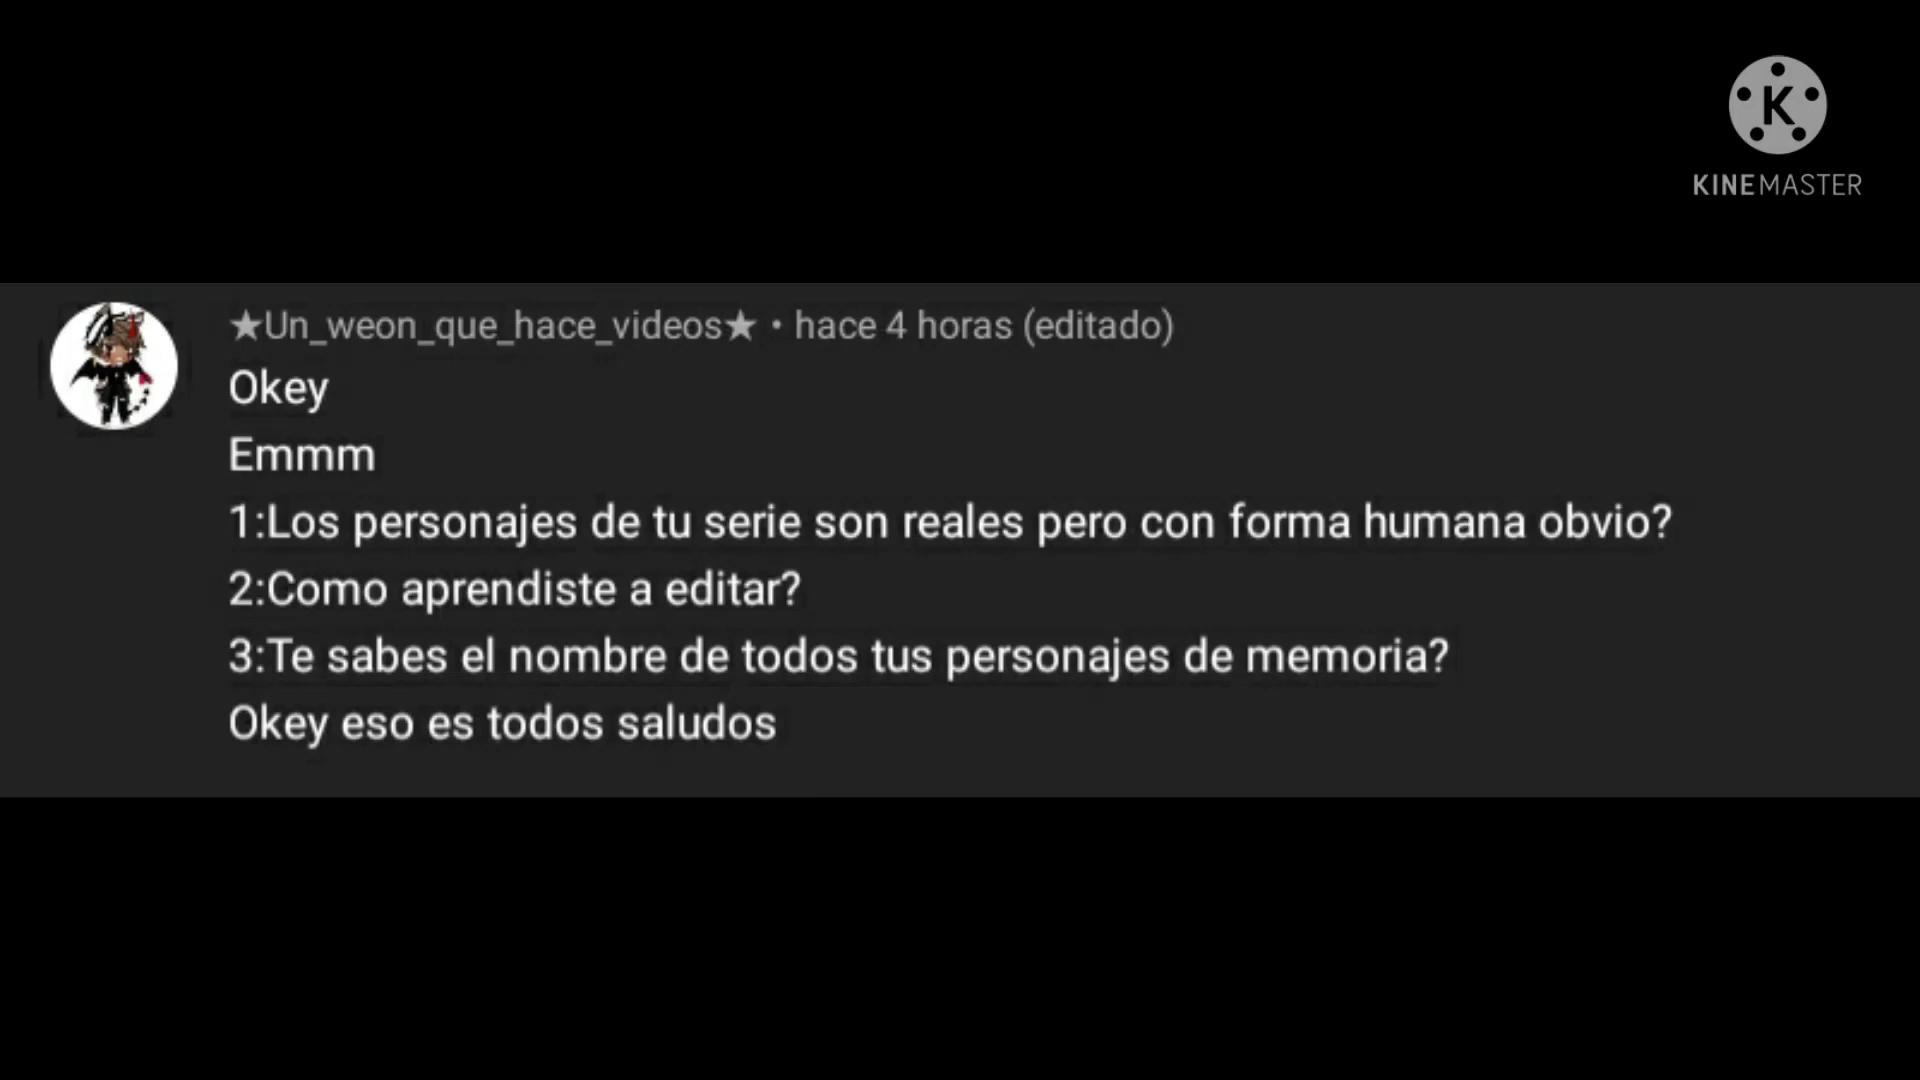 K
KINEMASTER
★Un_weon_que_hace_videos★ • hace 4 horas (editado)
Okey
Emmm
1:Los personajes de tu serie son reales pero con forma humana obvio?
2:Como aprendiste a editar?
3:Te sabes el nombre de todos tus personajes de memoria?
Okey eso es todos saludos